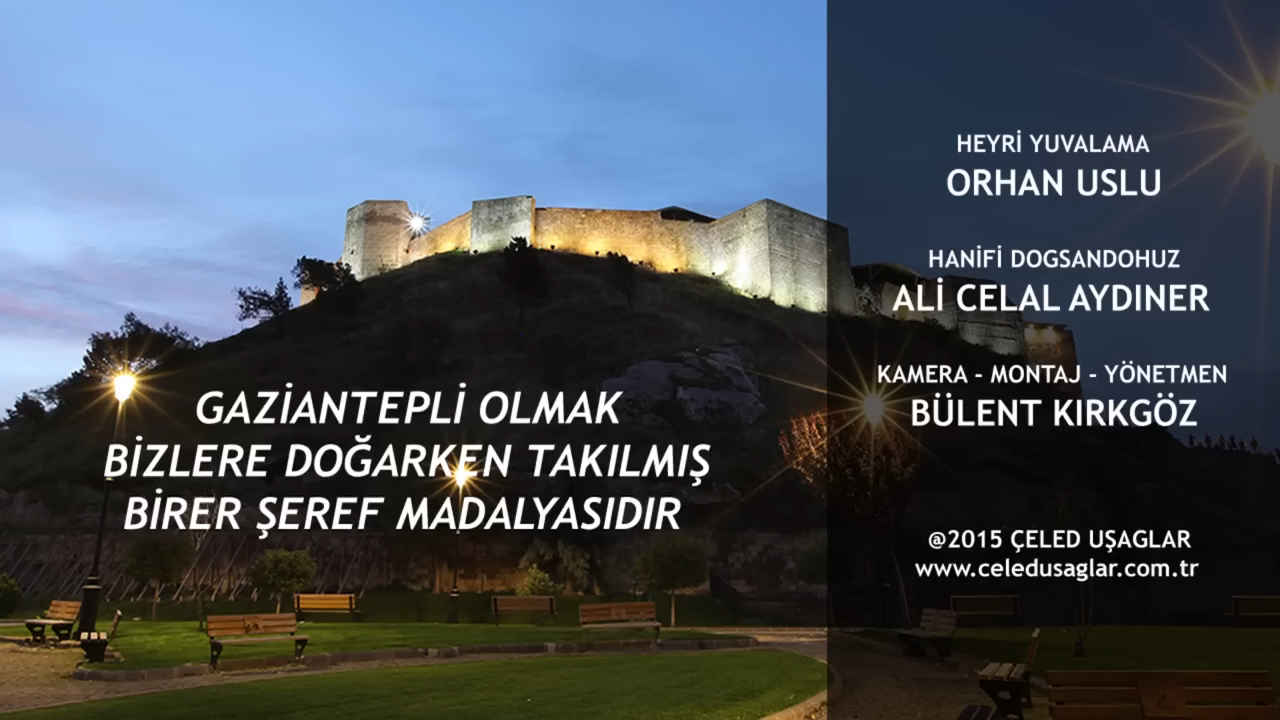 GAZİANTEPLİ OLMAK
BİZLERE DOĞARKEN TAKILMIŞ
BİRER ŞEREF MADALYASIDIR
HEYRİ YUVALAMA
ORHAN USLU
HANİFİ DOGSANDOHUZ
ALİ CELAL AYDINER
KAMERA - MONTAJ - YÖNETMEN
BÜLENT KIRKGÖZ
@2015 ÇELED UŞAGLAR
www.celedusaglar.com.tr